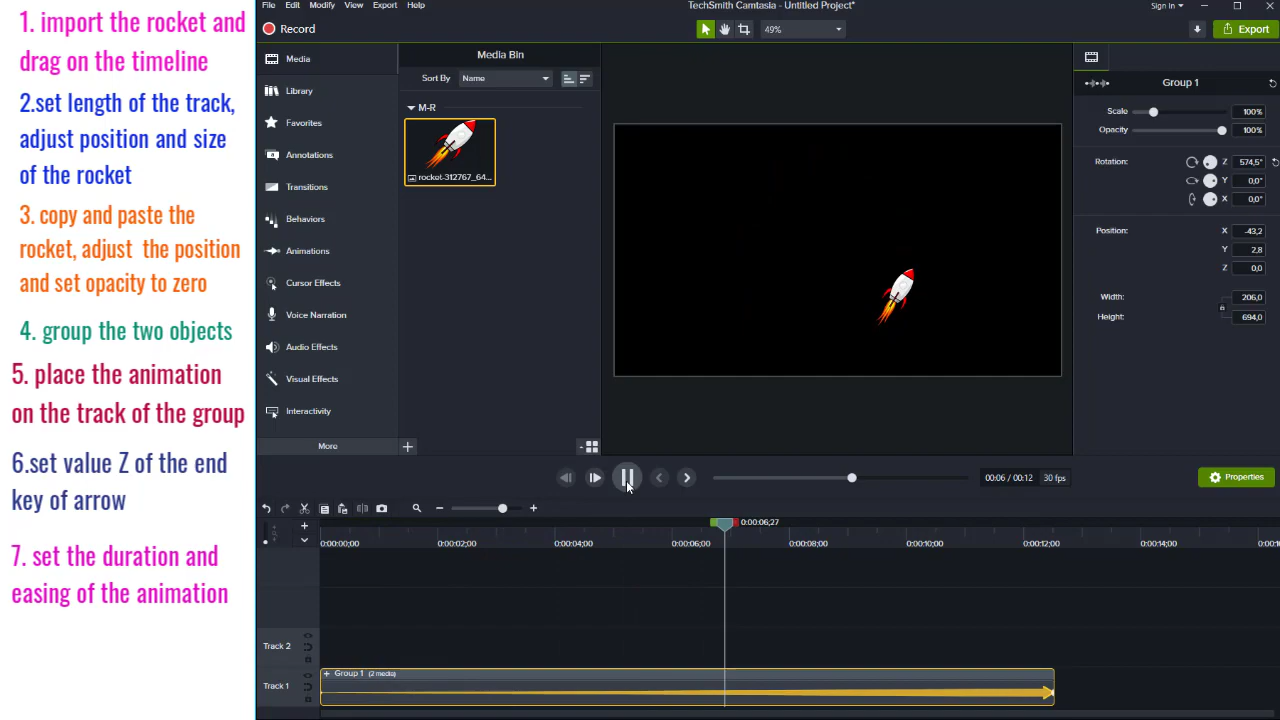 1. import the rocket and
drag on the timeline
2.set length of the track,
adjust position and size
of the rocket
3. copy and paste the
rocket, adjust the position
and set opacity to zero
4. group the two objects
5. place the animation
on the track of the group
6.set value Z of the end
key of arrow
7. set the duration and
easing of the animation
File Edit Modify View Export Help
TechSmith Camtasia - Untitled Project*
Sign In
Record
49%
Export
Media
Library
Favorites
Annotations
Transitions
Behaviors
Animations
Cursor Effects
Voice Narration
Audio Effects
Visual Effects
Interactivity
More
Media Bin
Sort By Name
M-R
rocket-312767_64...
Group 1
Scale 100%
Opacity 100%
Rotation: Z 574,5°
Y 0,0°
X 0,0°
Position: X -43,2
Y 2,8
Z 0,0
Width: 206,0
Height: 694,0
00:06 / 00:12 30 fps
Properties
0:00:06;27
0:00:00;00 0:00:02;00 0:00:04;00 0:00:06;00 0:00:08;00 0:00:10;00 0:00:12;00 0:00:14;00
Track 2
Group 1 (2 media)
Track 1